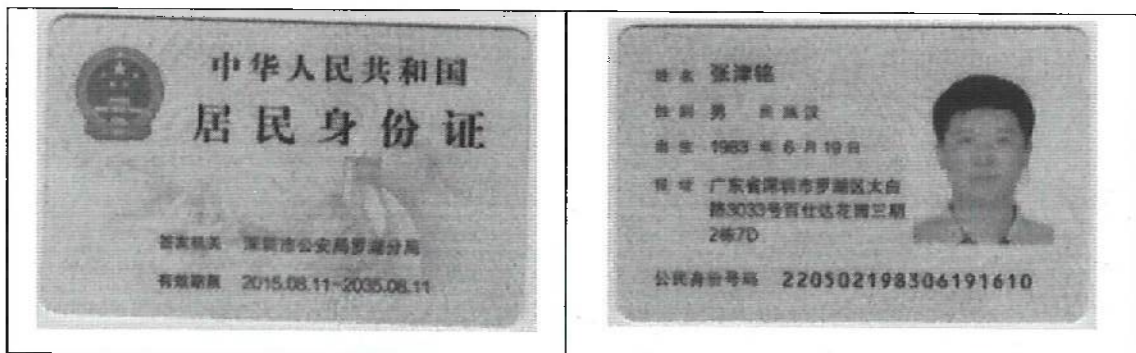 中华人民共和国
居民身份证
签发机关 深圳市公安局罗湖分局
有效期限 2015.08.11-2035.08.11
姓名 张津铭
性别 男 民族 汉
出生 1983 年 6 月 19 日
住址 广东省深圳市罗湖区太白
路3033号百仕达花园三期
2栋7D
公民身份号码 220502198306191610